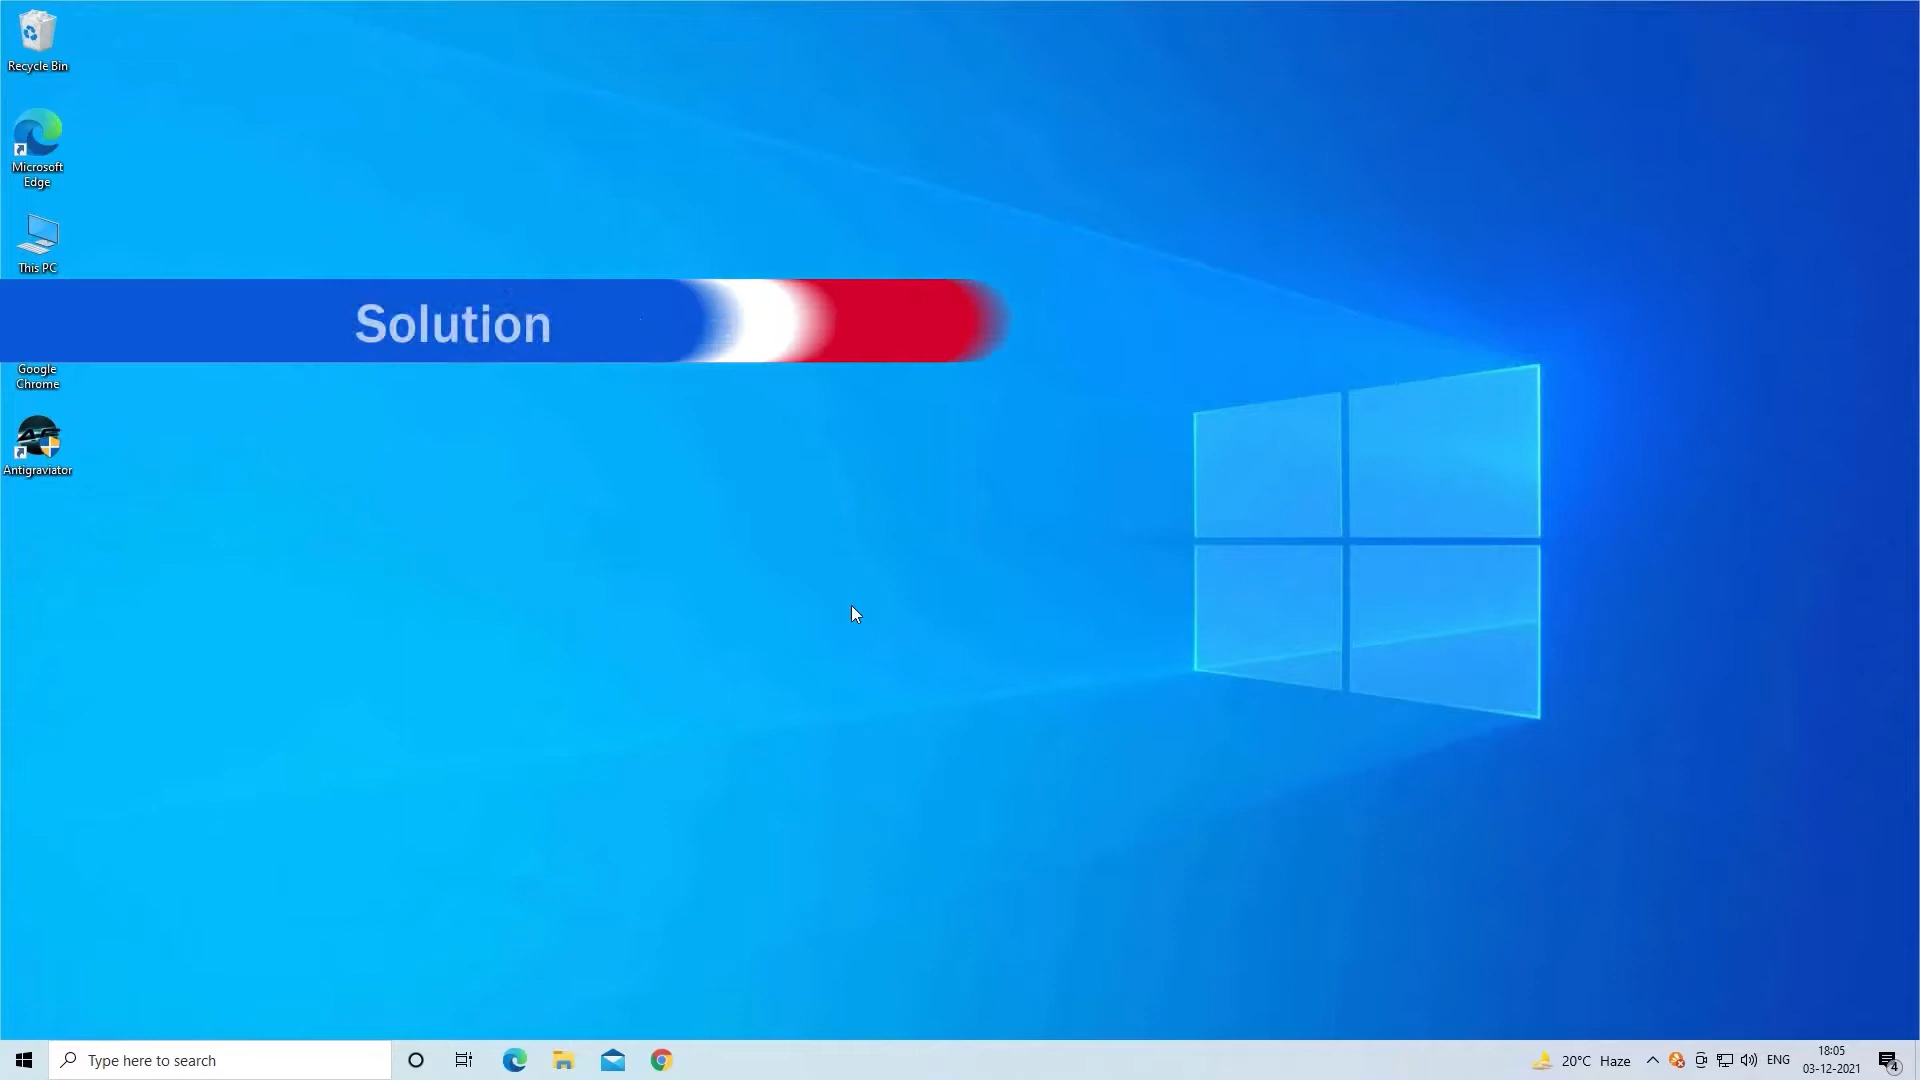 Recycle Bin
Microsoft
Edge
This PC
Solution
Google
Chrome
Antigraviator
Type here to search
20°C Haze
ENG
18:05
03-12-2021
4